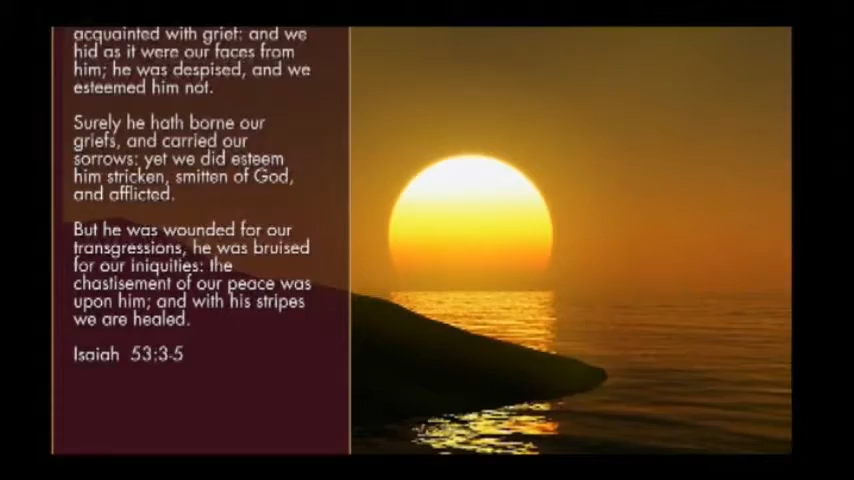 acquainted with grief: and we
hid as it were our faces from
him; he was despised, and we
esteemed him not.
Surely he hath borne our
griefs, and carried our
sorrows: yet we did esteem
him stricken, smitten of God,
and afflicted.
But he was wounded for our
transgressions, he was bruised
for our iniquities: the
chastisement of our peace was
upon him; and with his stripes
we are healed.
Isaiah 53:3-5